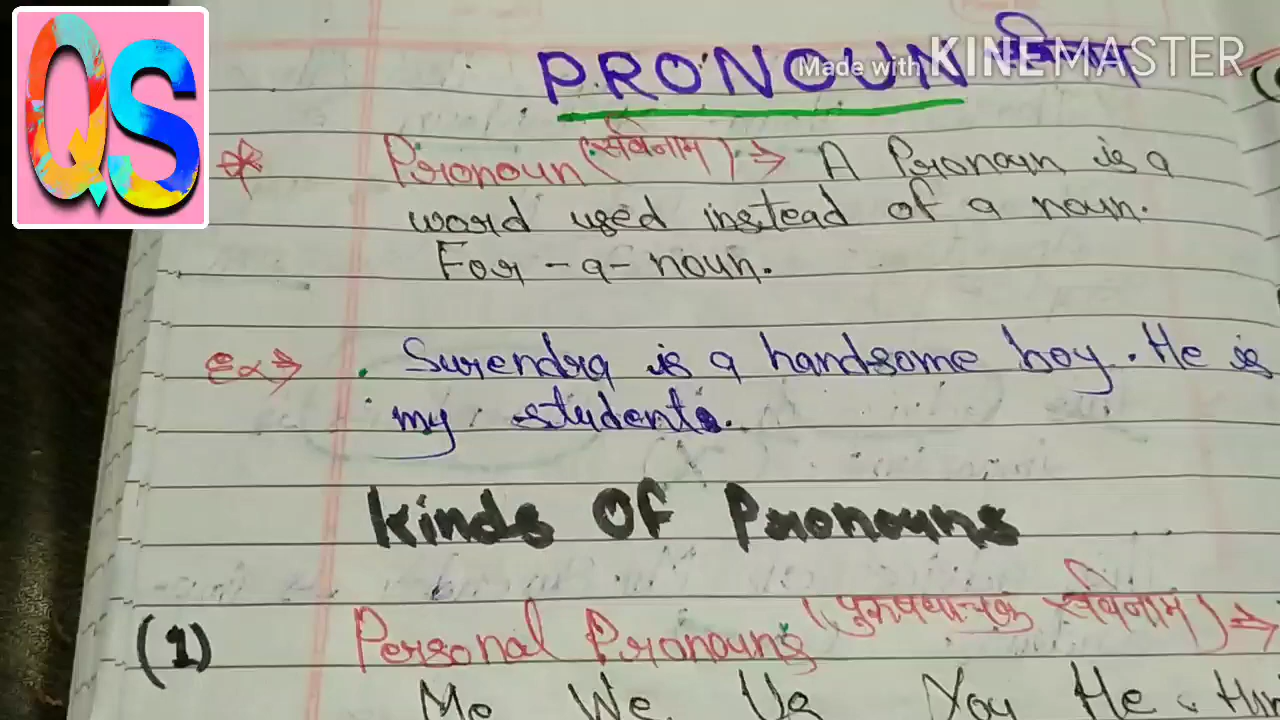 QS
PRONOUN
Made with KINEMASTER
* Pronoun (सर्वनाम) → A Pronoun is a
word used instead of a noun.
For-a-noun.
Ex⇒ . Surendra is a handsome boy. He is
my student.
Kinds OF Pronouns
(1) Personal Pronouns (पुरुषवाचक सर्वनाम) ⇒
Me We Us You He